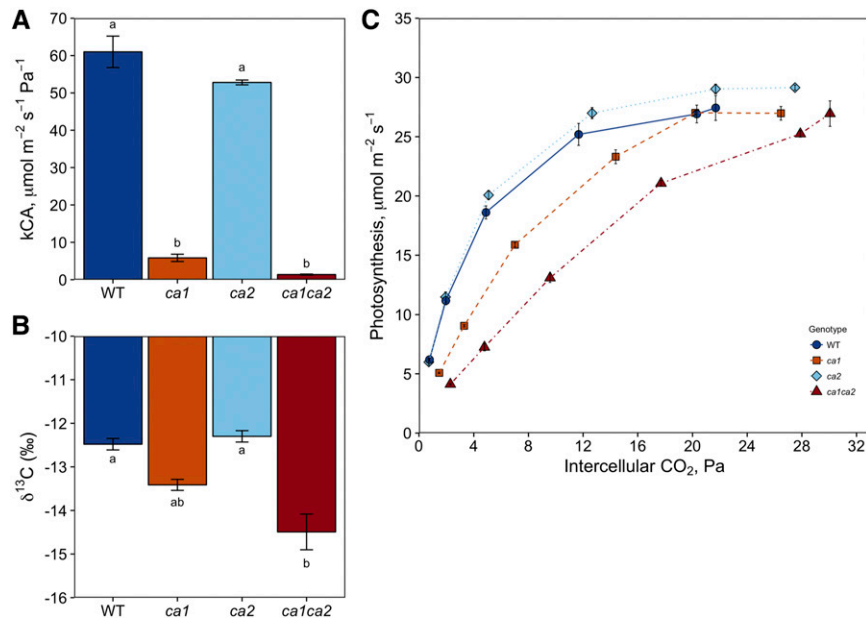 A
kCA, μmol m⁻² s⁻¹ Pa⁻¹
70
60
50
40
30
20
10
0
a
b
a
b
WT ca1 ca2 ca1ca2
B
δ¹³C (‰)
-10
-11
-12
-13
-14
-15
-16
a
ab
a
b
WT ca1 ca2 ca1ca2
C
Photosynthesis, μmol m⁻² s⁻¹
35
30
25
20
15
10
5
0
0 4 8 12 16 20 24 28 32
Intercellular CO₂, Pa
Genotype
WT
ca1
ca2
ca1ca2